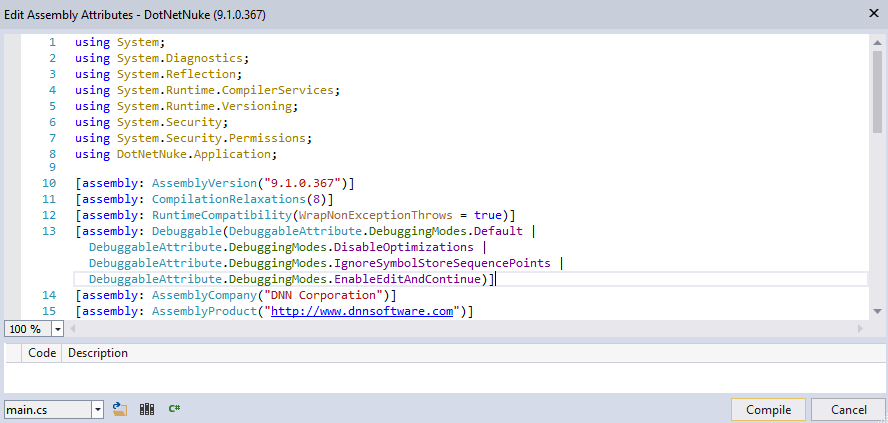 Edit Assembly Attributes - DotNetNuke (9.1.0.367)
1 using System;
2 using System.Diagnostics;
3 using System.Reflection;
4 using System.Runtime.CompilerServices;
5 using System.Runtime.Versioning;
6 using System.Security;
7 using System.Security.Permissions;
8 using DotNetNuke.Application;
9
10 [assembly: AssemblyVersion("9.1.0.367")]
11 [assembly: CompilationRelaxations(8)]
12 [assembly: RuntimeCompatibility(WrapNonExceptionThrows = true)]
13 [assembly: Debuggable(DebuggableAttribute.DebuggingModes.Default |
DebuggableAttribute.DebuggingModes.DisableOptimizations |
DebuggableAttribute.DebuggingModes.IgnoreSymbolStoreSequencePoints |
DebuggableAttribute.DebuggingModes.EnableEditAndContinue)]
14 [assembly: AssemblyCompany("DNN Corporation")]
15 [assembly: AssemblyProduct("http://www.dnnsoftware.com")]
100 %
Code Description
main.cs C# Compile Cancel